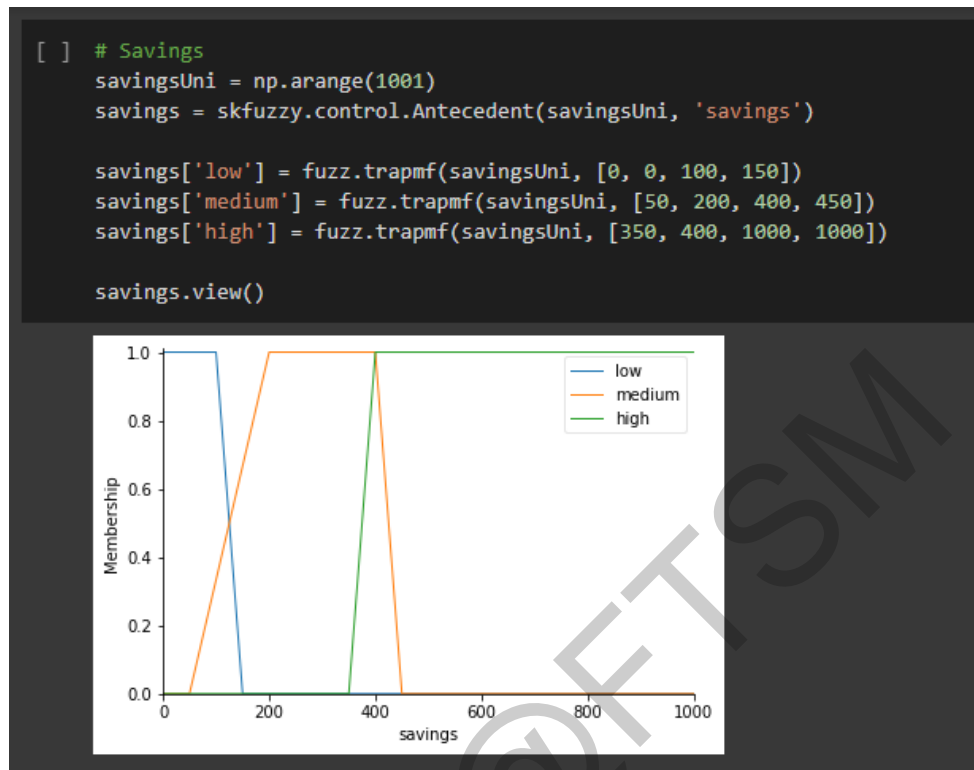 [ ] # Savings
savingsUni = np.arange(1001)
savings = skfuzzy.control.Antecedent(savingsUni, 'savings')
savings['low'] = fuzz.trapmf(savingsUni, [0, 0, 100, 150])
savings['medium'] = fuzz.trapmf(savingsUni, [50, 200, 400, 450])
savings['high'] = fuzz.trapmf(savingsUni, [350, 400, 1000, 1000])
savings.view()
1.0
0.8
0.6
0.4
0.2
0.0
Membership
low
medium
high
0 200 400 600 800 1000
savings
@FTSM